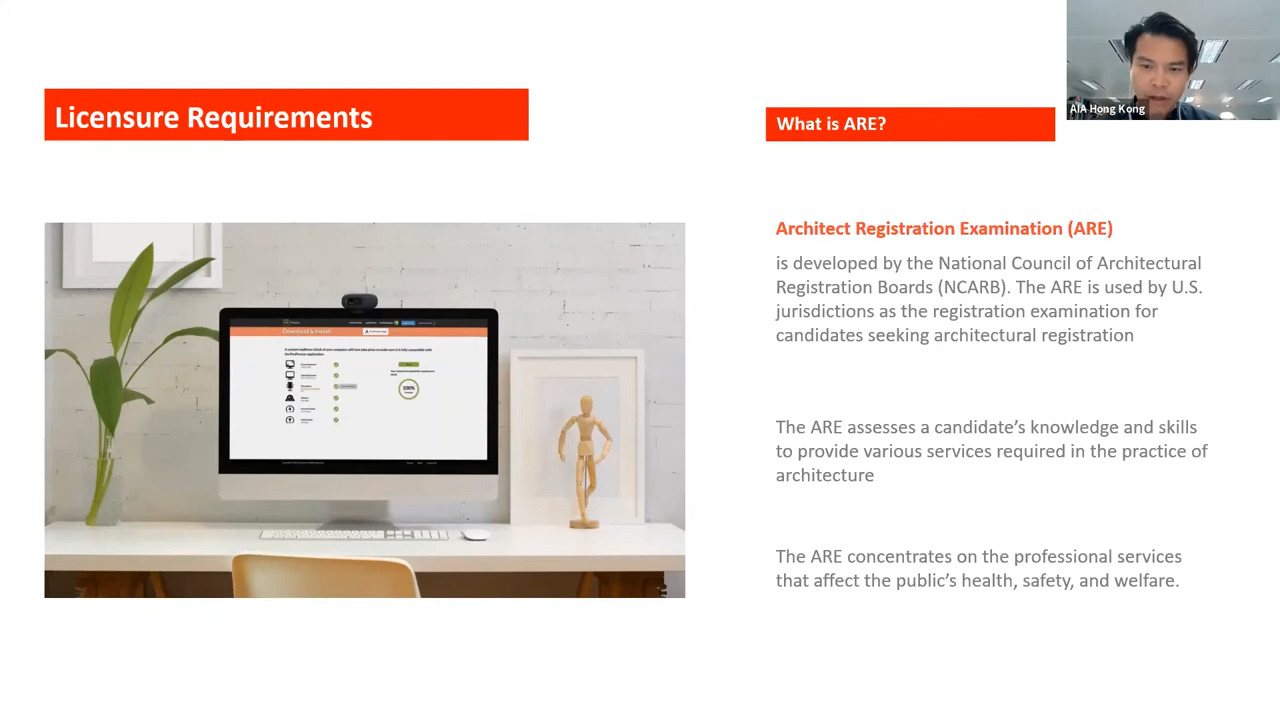 Licensure Requirements
What is ARE?
AIA Hong Kong
Architect Registration Examination (ARE)
is developed by the National Council of Architectural
Registration Boards (NCARB). The ARE is used by U.S.
jurisdictions as the registration examination for
candidates seeking architectural registration
The ARE assesses a candidate’s knowledge and skills
to provide various services required in the practice of
architecture
The ARE concentrates on the professional services
that affect the public’s health, safety, and welfare.
Download & Install
100%